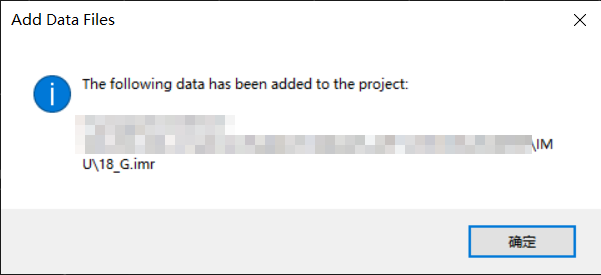 Add Data Files
The following data has been added to the project:
\IM
U\18_G.imr
确定